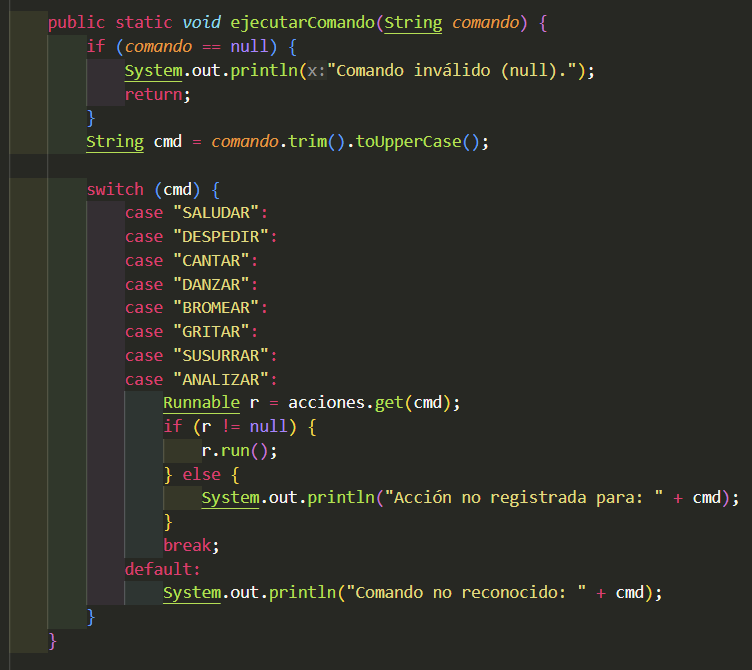 public static void ejecutarComando(String comando) {
if (comando == null) {
System.out.println(x:"Comando inválido (null).");
return;
}
String cmd = comando.trim().toUpperCase();
switch (cmd) {
case "SALUDAR":
case "DESPEDIR":
case "CANTAR":
case "DANZAR":
case "BROMEAR":
case "GRITAR":
case "SUSURRAR":
case "ANALIZAR":
Runnable r = acciones.get(cmd);
if (r != null) {
r.run();
} else {
System.out.println("Acción no registrada para: " + cmd);
}
break;
default:
System.out.println("Comando no reconocido: " + cmd);
}
}